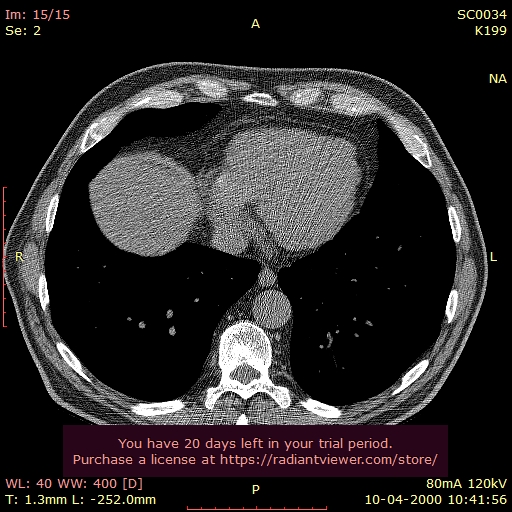 Im: 15/15
Se: 2
A
SC0034
K199
NA
R
L
You have 20 days left in your trial period.
Purchase a license at https://radiantviewer.com/store/
WL: 40 WW: 400 [D]
T: 1.3mm L: -252.0mm
P
80mA 120kV
10-04-2000 10:41:56